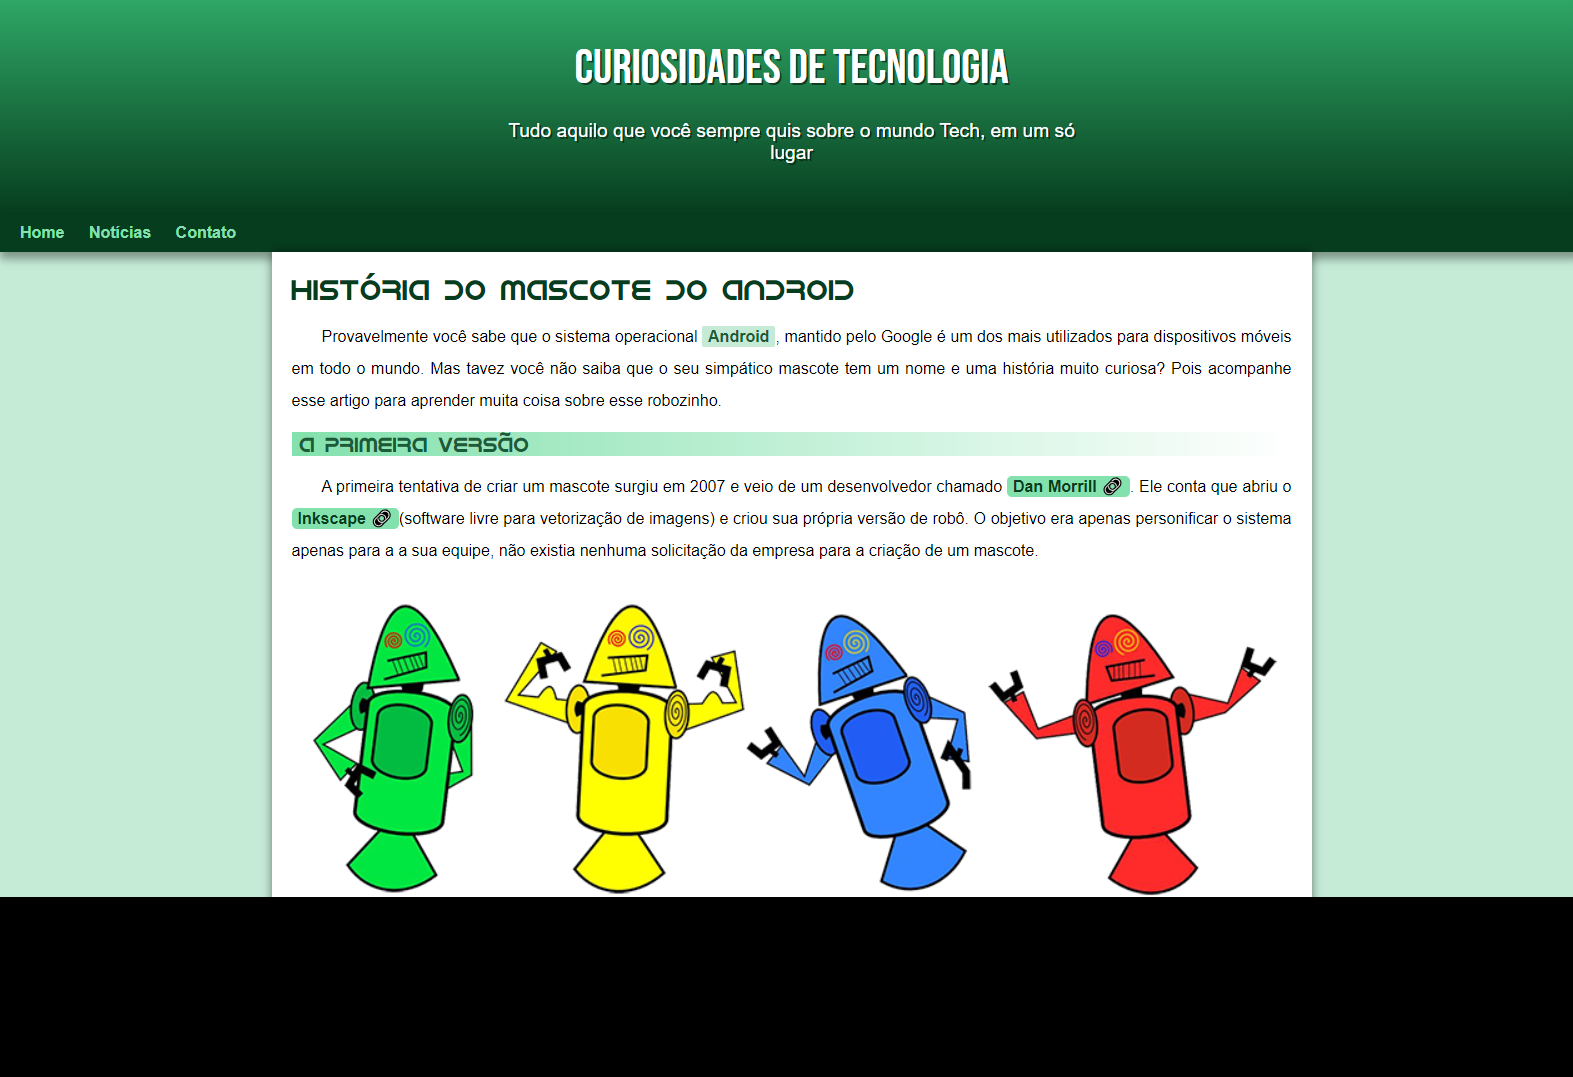 CURIOSIDADES DE TECNOLOGIA
Tudo aquilo que você sempre quis sobre o mundo Tech, em um só
lugar
Home Notícias Contato
HISTÓRIA DO MASCOTE DO ANDROID
Provavelmente você sabe que o sistema operacional Android , mantido pelo Google é um dos mais utilizados para dispositivos móveis
em todo o mundo. Mas tavez você não saiba que o seu simpático mascote tem um nome e uma história muito curiosa? Pois acompanhe
esse artigo para aprender muita coisa sobre esse robozinho.
A PRIMEIRA VERSÃO
A primeira tentativa de criar um mascote surgiu em 2007 e veio de um desenvolvedor chamado Dan Morrill . Ele conta que abriu o
Inkscape (software livre para vetorização de imagens) e criou sua própria versão de robô. O objetivo era apenas personificar o sistema
apenas para a a sua equipe, não existia nenhuma solicitação da empresa para a criação de um mascote.